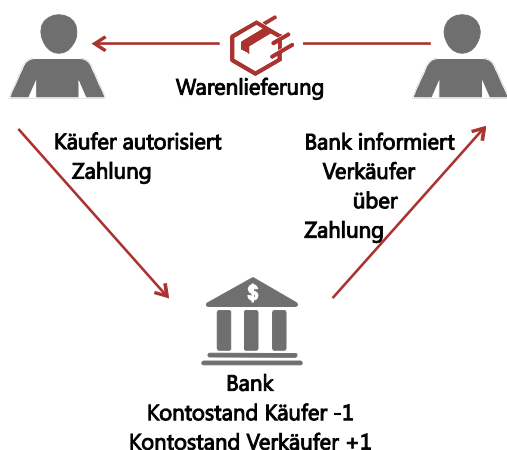 Warenlieferung
Käufer autorisiert
Zahlung
Bank informiert
Verkäufer
über
Zahlung
$
Bank
Kontostand Käufer -1
Kontostand Verkäufer +1